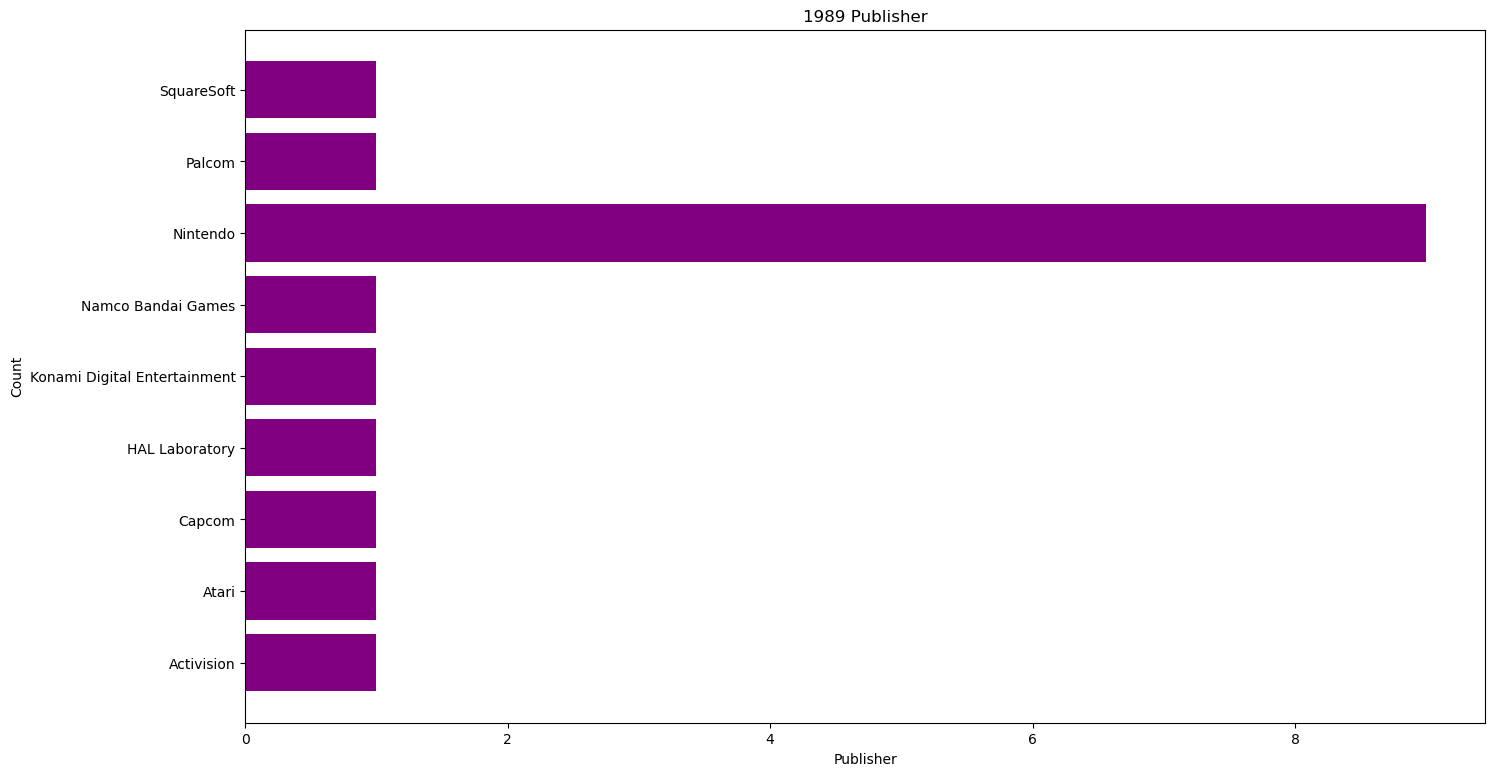 1989 Publisher
SquareSoft
Palcom
Nintendo
Namco Bandai Games
Konami Digital Entertainment
HAL Laboratory
Capcom
Atari
Activision
Count
0 2 4 6 8
Publisher